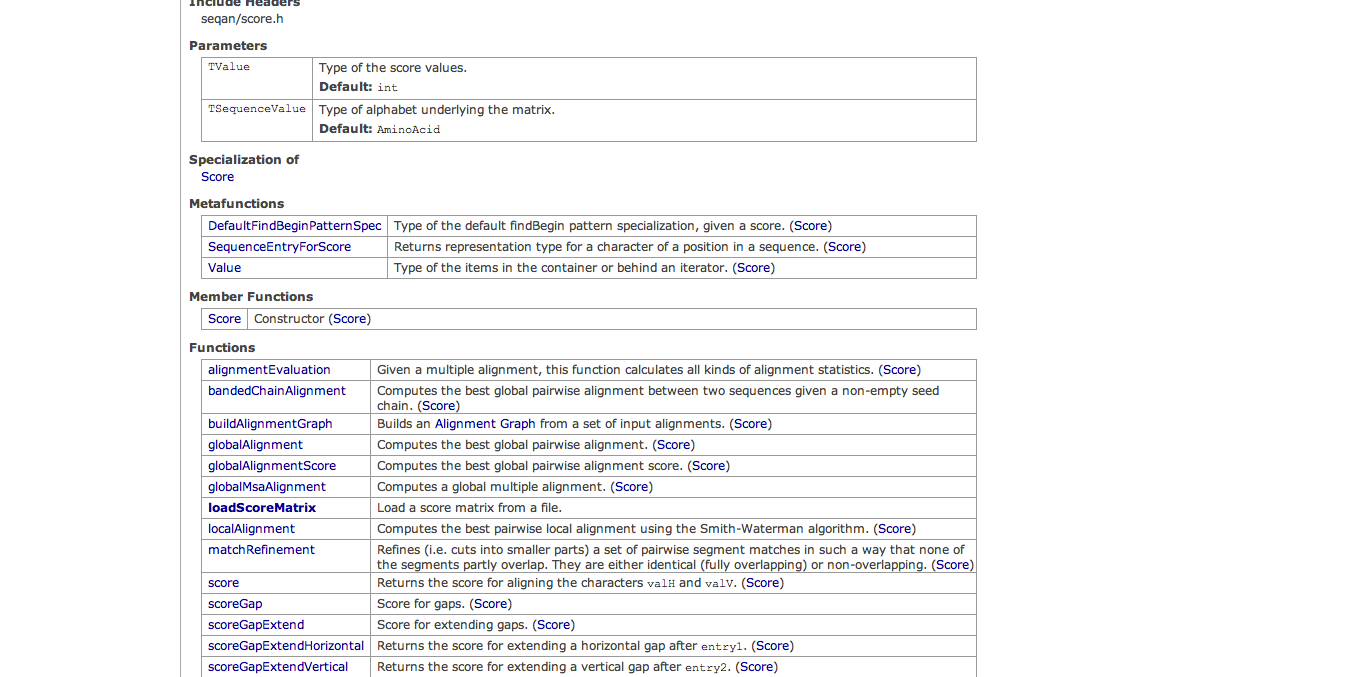 Include Headers
seqan/score.h
Parameters
TValue Type of the score values.
Default: int
TSequenceValue Type of alphabet underlying the matrix.
Default: AminoAcid
Specialization of
Score
Metafunctions
DefaultFindBeginPatternSpec Type of the default findBegin pattern specialization, given a score. (Score)
SequenceEntryForScore Returns representation type for a character of a position in a sequence. (Score)
Value Type of the items in the container or behind an iterator. (Score)
Member Functions
Score Constructor (Score)
Functions
alignmentEvaluation Given a multiple alignment, this function calculates all kinds of alignment statistics. (Score)
bandedChainAlignment Computes the best global pairwise alignment between two sequences given a non-empty seed
chain. (Score)
buildAlignmentGraph Builds an Alignment Graph from a set of input alignments. (Score)
globalAlignment Computes the best global pairwise alignment. (Score)
globalAlignmentScore Computes the best global pairwise alignment score. (Score)
globalMsaAlignment Computes a global multiple alignment. (Score)
loadScoreMatrix Load a score matrix from a file.
localAlignment Computes the best pairwise local alignment using the Smith-Waterman algorithm. (Score)
matchRefinement Refines (i.e. cuts into smaller parts) a set of pairwise segment matches in such a way that none of
the segments partly overlap. They are either identical (fully overlapping) or non-overlapping. (Score)
score Returns the score for aligning the characters valH and valV. (Score)
scoreGap Score for gaps. (Score)
scoreGapExtend Score for extending gaps. (Score)
scoreGapExtendHorizontal Returns the score for extending a horizontal gap after entry1. (Score)
scoreGapExtendVertical Returns the score for extending a vertical gap after entry2. (Score)